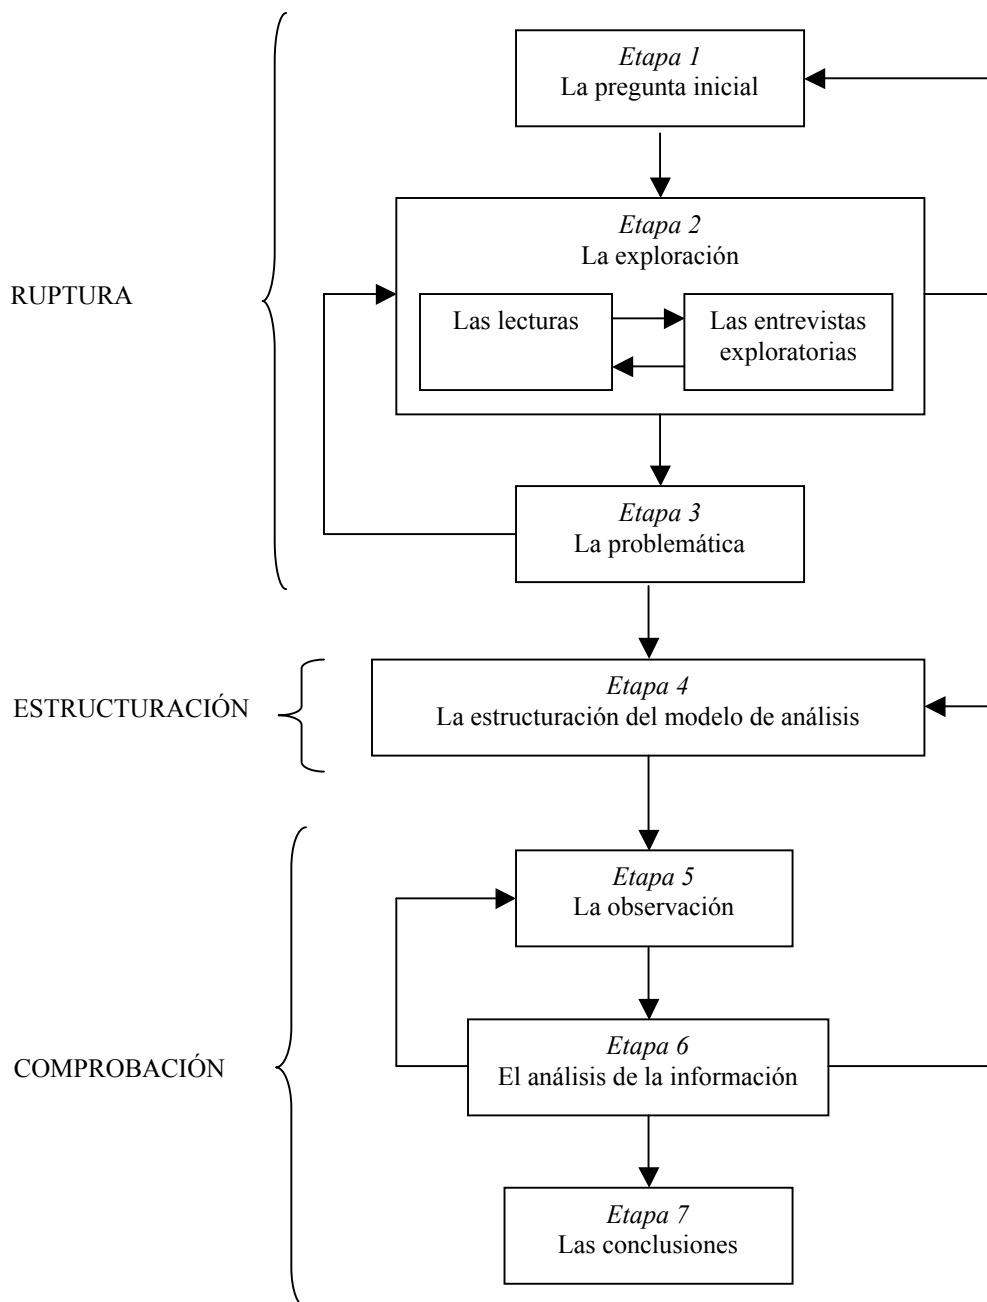 Etapa 1
La pregunta inicial
Etapa 2
La exploración
RUPTURA
Las lecturas
Las entrevistas
exploratorias
Etapa 3
La problemática
ESTRUCTURACIÓN
Etapa 4
La estructuración del modelo de análisis
Etapa 5
La observación
COMPROBACIÓN
Etapa 6
El análisis de la información
Etapa 7
Las conclusiones